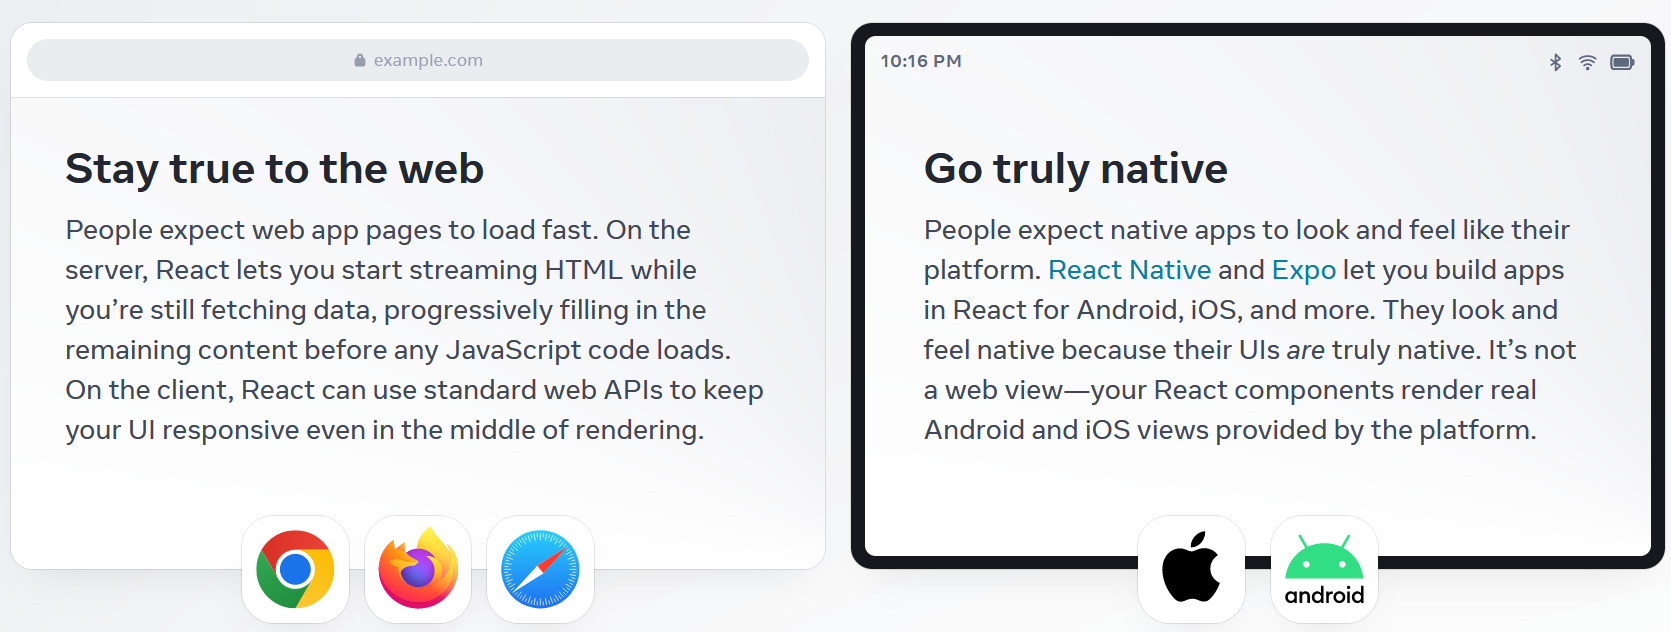 example.com
Stay true to the web
People expect web app pages to load fast. On the
server, React lets you start streaming HTML while
you’re still fetching data, progressively filling in the
remaining content before any JavaScript code loads.
On the client, React can use standard web APIs to keep
your UI responsive even in the middle of rendering.
10:16 PM
Go truly native
People expect native apps to look and feel like their
platform. React Native and Expo let you build apps
in React for Android, iOS, and more. They look and
feel native because their UIs are truly native. It’s not
a web view—your React components render real
Android and iOS views provided by the platform.
android